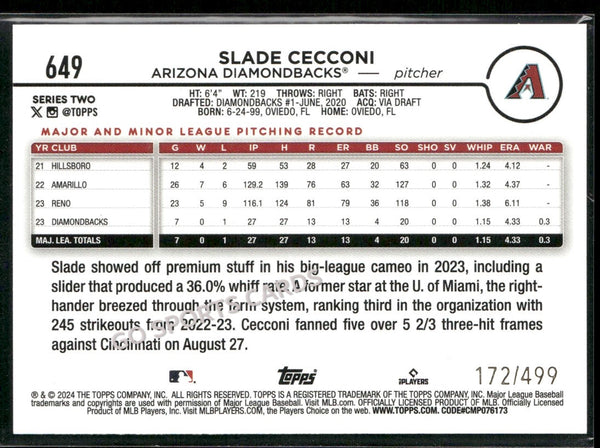 649
SLADE CECCONI
ARIZONA DIAMONDBACKS® — pitcher
A
SERIES TWO
@TOPPS
HT: 6'4" WT: 219 THROWS: RIGHT BATS: RIGHT
DRAFTED: DIAMONDBACKS #1-JUNE, 2020 ACQ: VIA DRAFT
BORN: 6-24-99, OVIEDO, FL HOME: OVIEDO, FL
MAJOR AND MINOR LEAGUE PITCHING RECORD
YR CLUB G W L IP H R ER BB SO SHO SV WHIP ERA WAR
21 HILLSBORO 12 4 2 59 53 28 27 20 63 0 0 1.24 4.12 -
22 AMARILLO 26 7 6 129.2 139 76 63 32 127 0 0 1.32 4.37 -
23 RENO 23 5 9 116.1 124 81 79 36 118 0 0 1.38 6.11 -
23 DIAMONDBACKS 7 0 1 27 27 13 13 4 20 0 0 1.15 4.33 0.3
MAJ. LEA. TOTALS 7 0 1 27 27 13 13 4 20 0 0 1.15 4.33 0.3
Slade showed off premium stuff in his big-league cameo in 2023, including a
slider that produced a 36.0% whiff rate. A former star at the U. of Miami, the right-
hander breezed through the farm system, ranking third in the organization with
245 strikeouts from 2022-23. Cecconi fanned five over 5 2/3 three-hit frames
against Cincinnati on August 27.
GO SPORTS CARDS
Topps
PLAYERS
172/499
® & © 2024 THE TOPPS COMPANY, INC. ALL RIGHTS RESERVED. TOPPS IS A REGISTERED TRADEMARK OF THE TOPPS COMPANY, INC. Major League Baseball
trademarks and copyrights are used with permission of Major League Baseball. Visit MLB.com. OFFICIALLY LICENSED PRODUCT OF MLB. Officially Licensed
Product of MLB Players, Inc. Visit MLBPLAYERS.com, the Players Choice on the web. WWW.TOPPS.COM. CODE#CMP076173